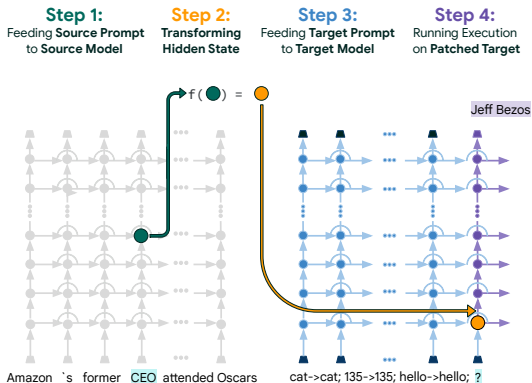 Step 1:
Feeding Source Prompt
to Source Model
Step 2:
Transforming
Hidden State
Step 3:
Feeding Target Prompt
to Target Model
Step 4:
Running Execution
on Patched Target
f( ) =
Jeff Bezos
Amazon `s former CEO attended Oscars
cat->cat; 135->135; hello->hello; ?